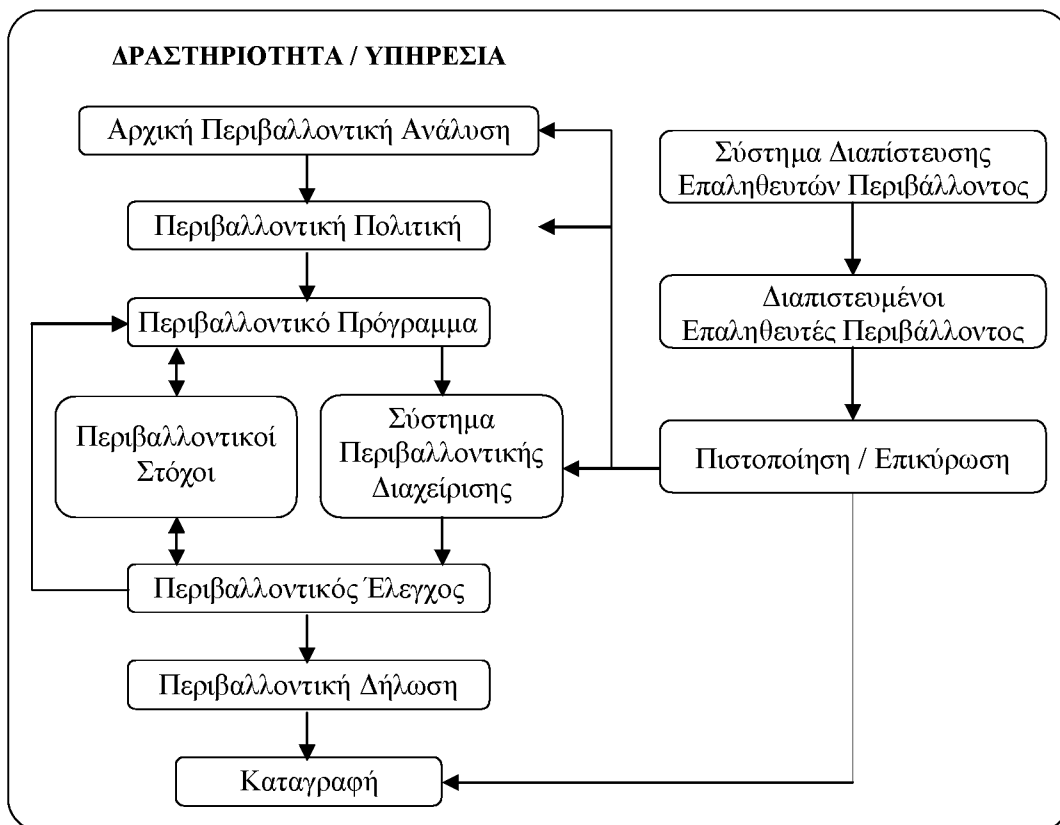 ΔΡΑΣΤΗΡΙΟΤΗΤΑ / ΥΠΗΡΕΣΙΑ
Αρχική Περιβαλλοντική Ανάλυση
Περιβαλλοντική Πολιτική
Περιβαλλοντικό Πρόγραμμα
Περιβαλλοντικοί
Στόχοι
Σύστημα
Περιβαλλοντικής
Διαχείρισης
Περιβαλλοντικός Έλεγχος
Περιβαλλοντική Δήλωση
Καταγραφή
Σύστημα Διαπίστευσης
Επαληθευτών Περιβάλλοντος
Διαπιστευμένοι
Επαληθευτές Περιβάλλοντος
Πιστοποίηση / Επικύρωση